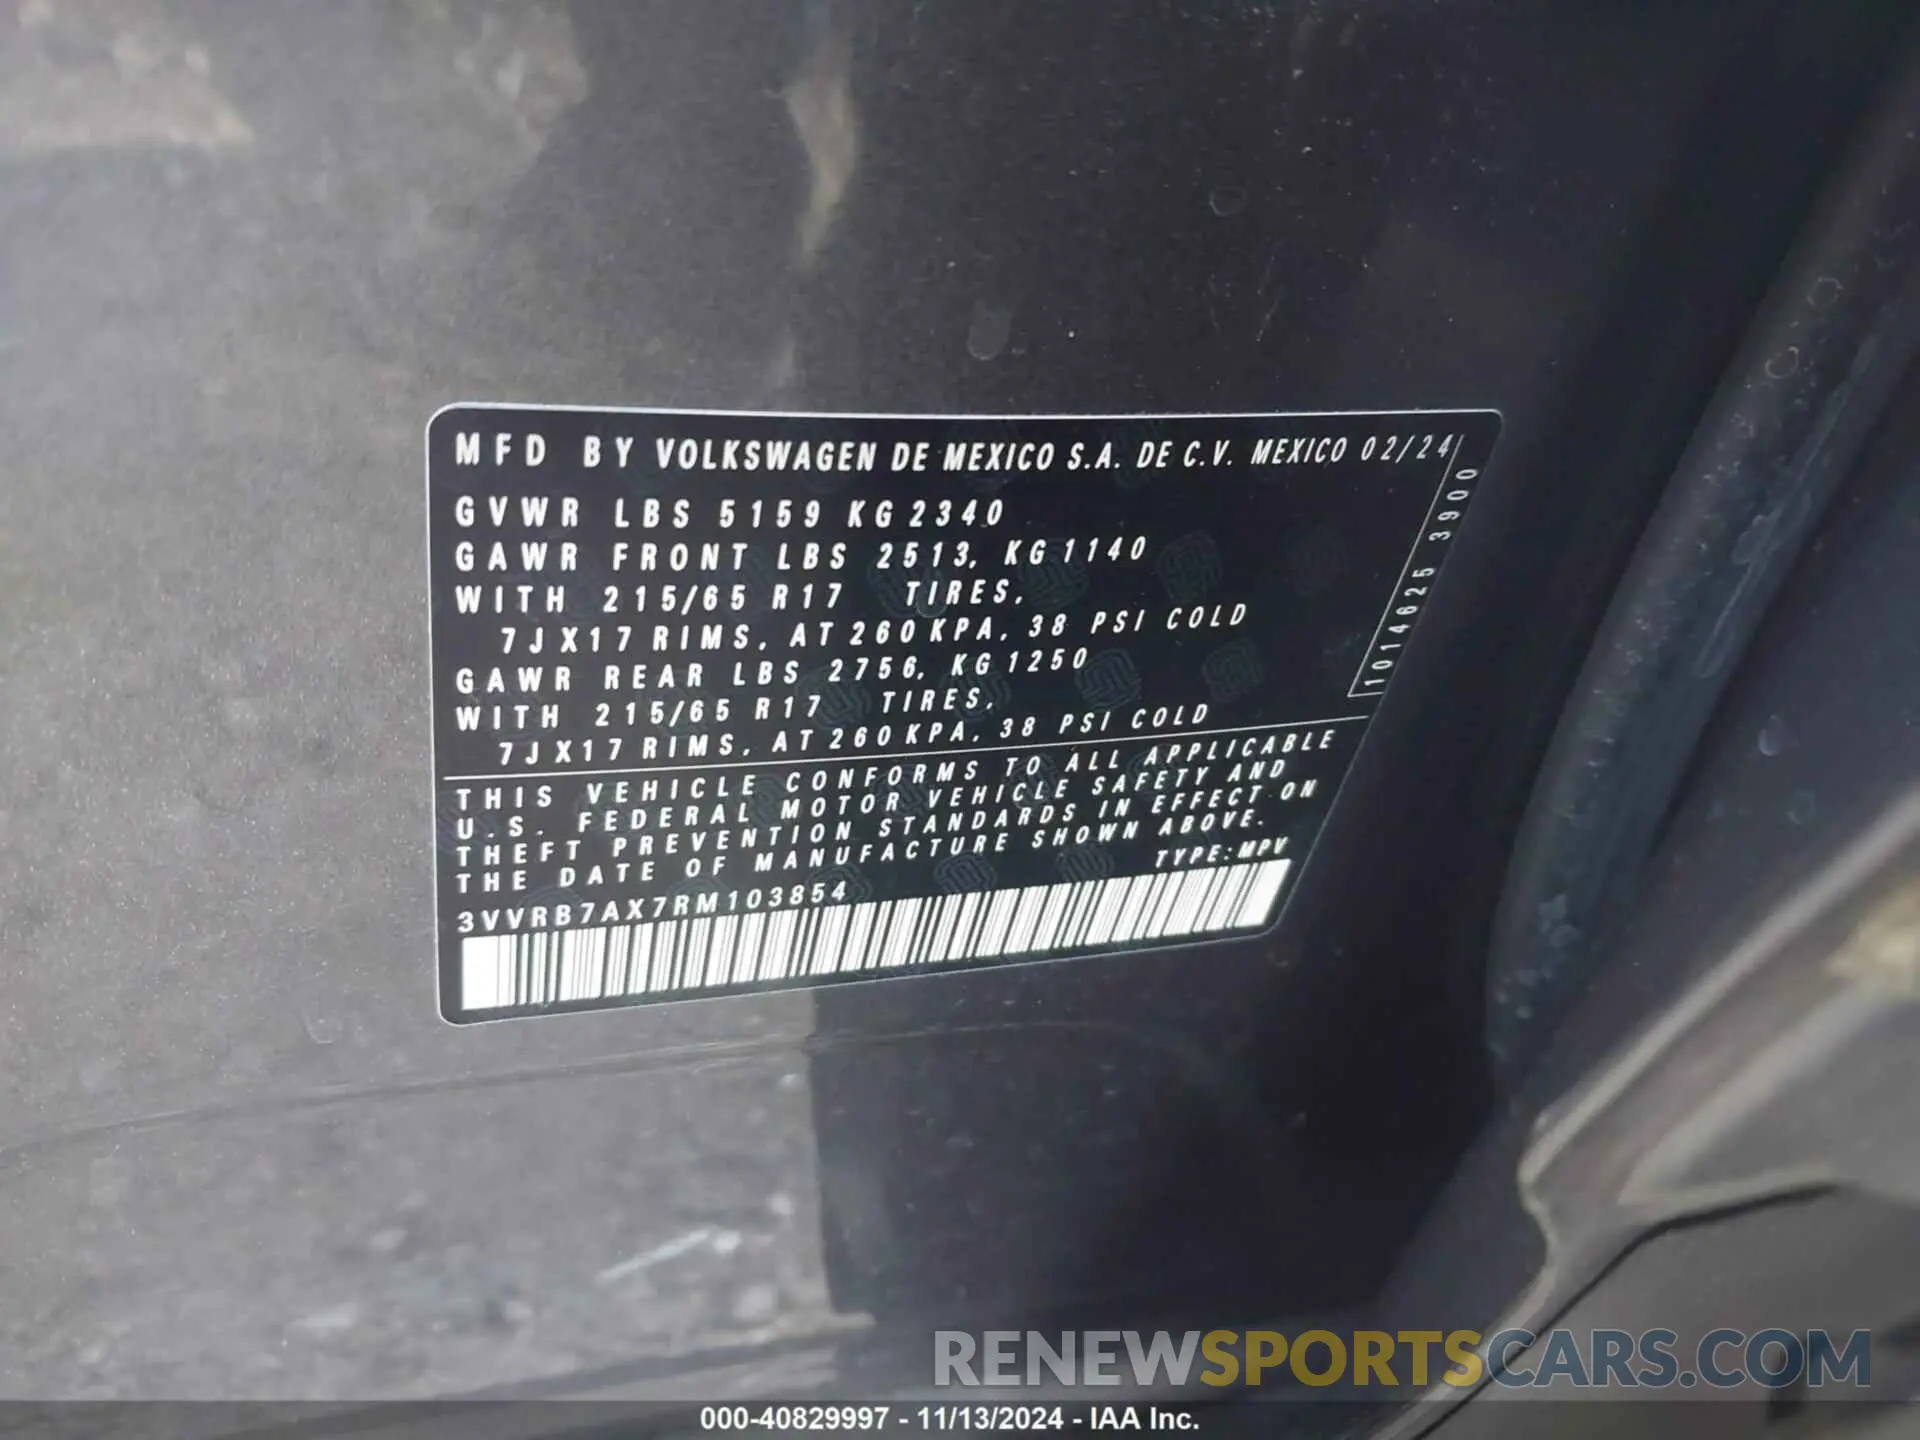 MFD BY VOLKSWAGEN DE MEXICO S.A. DE C.V. MEXICO 02/24
GVWR LBS 5159 KG 2340
GAWR FRONT LBS 2513, KG 1140
WITH 215/65 R17 TIRES,
7JX17 RIMS, AT 260 KPA, 38 PSI COLD
GAWR REAR LBS 2756, KG 1250
WITH 215/65 R17 TIRES,
7JX17 RIMS, AT 260 KPA, 38 PSI COLD
1014625 3900
THIS VEHICLE CONFORMS TO ALL APPLICABLE
U.S. FEDERAL MOTOR VEHICLE SAFETY AND
THEFT PREVENTION STANDARDS IN EFFECT ON
THE DATE OF MANUFACTURE SHOWN ABOVE.
TYPE: MPV
3VVRB7AX7RM103854
RENEWSPORTSCARS.COM
000-40829997 - 11/13/2024 - IAA Inc.